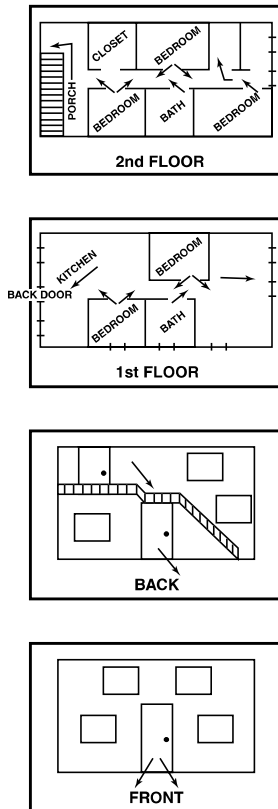 CLOSET
BEDROOM
PORCH
BEDROOM
BATH
BEDROOM
2nd FLOOR
KITCHEN
BEDROOM
BACK DOOR
BEDROOM
BATH
1st FLOOR
BACK
FRONT